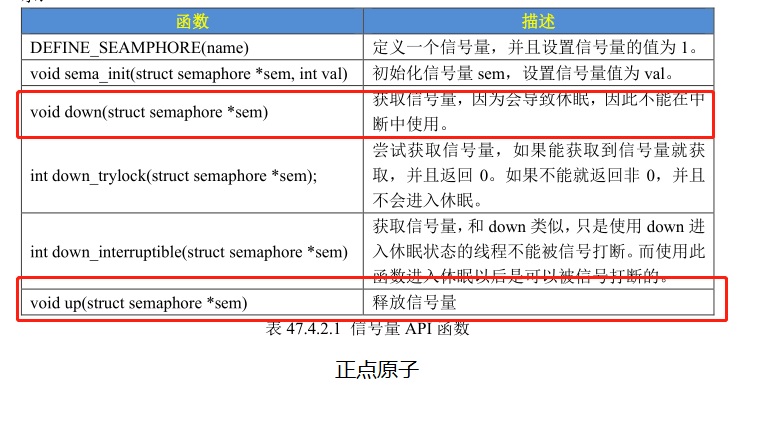 函数 描述
DEFINE_SEAMPHORE(name) 定义一个信号量，并且设置信号量的值为 1。
void sema_init(struct semaphore *sem, int val) 初始化信号量 sem，设置信号量值为 val。
void down(struct semaphore *sem) 获取信号量，因为会导致休眠，因此不能在中
断中使用。
int down_trylock(struct semaphore *sem); 尝试获取信号量，如果能获取到信号量就获
取，并且返回 0。如果不能就返回非 0，并且
不会进入休眠。
int down_interruptible(struct semaphore *sem) 获取信号量，和 down 类似，只是使用 down 进
入休眠状态的线程不能被信号打断。而使用此
函数进入休眠以后是可以被信号打断的。
void up(struct semaphore *sem) 释放信号量
表 47.4.2.1 信号量 API 函数
正点原子